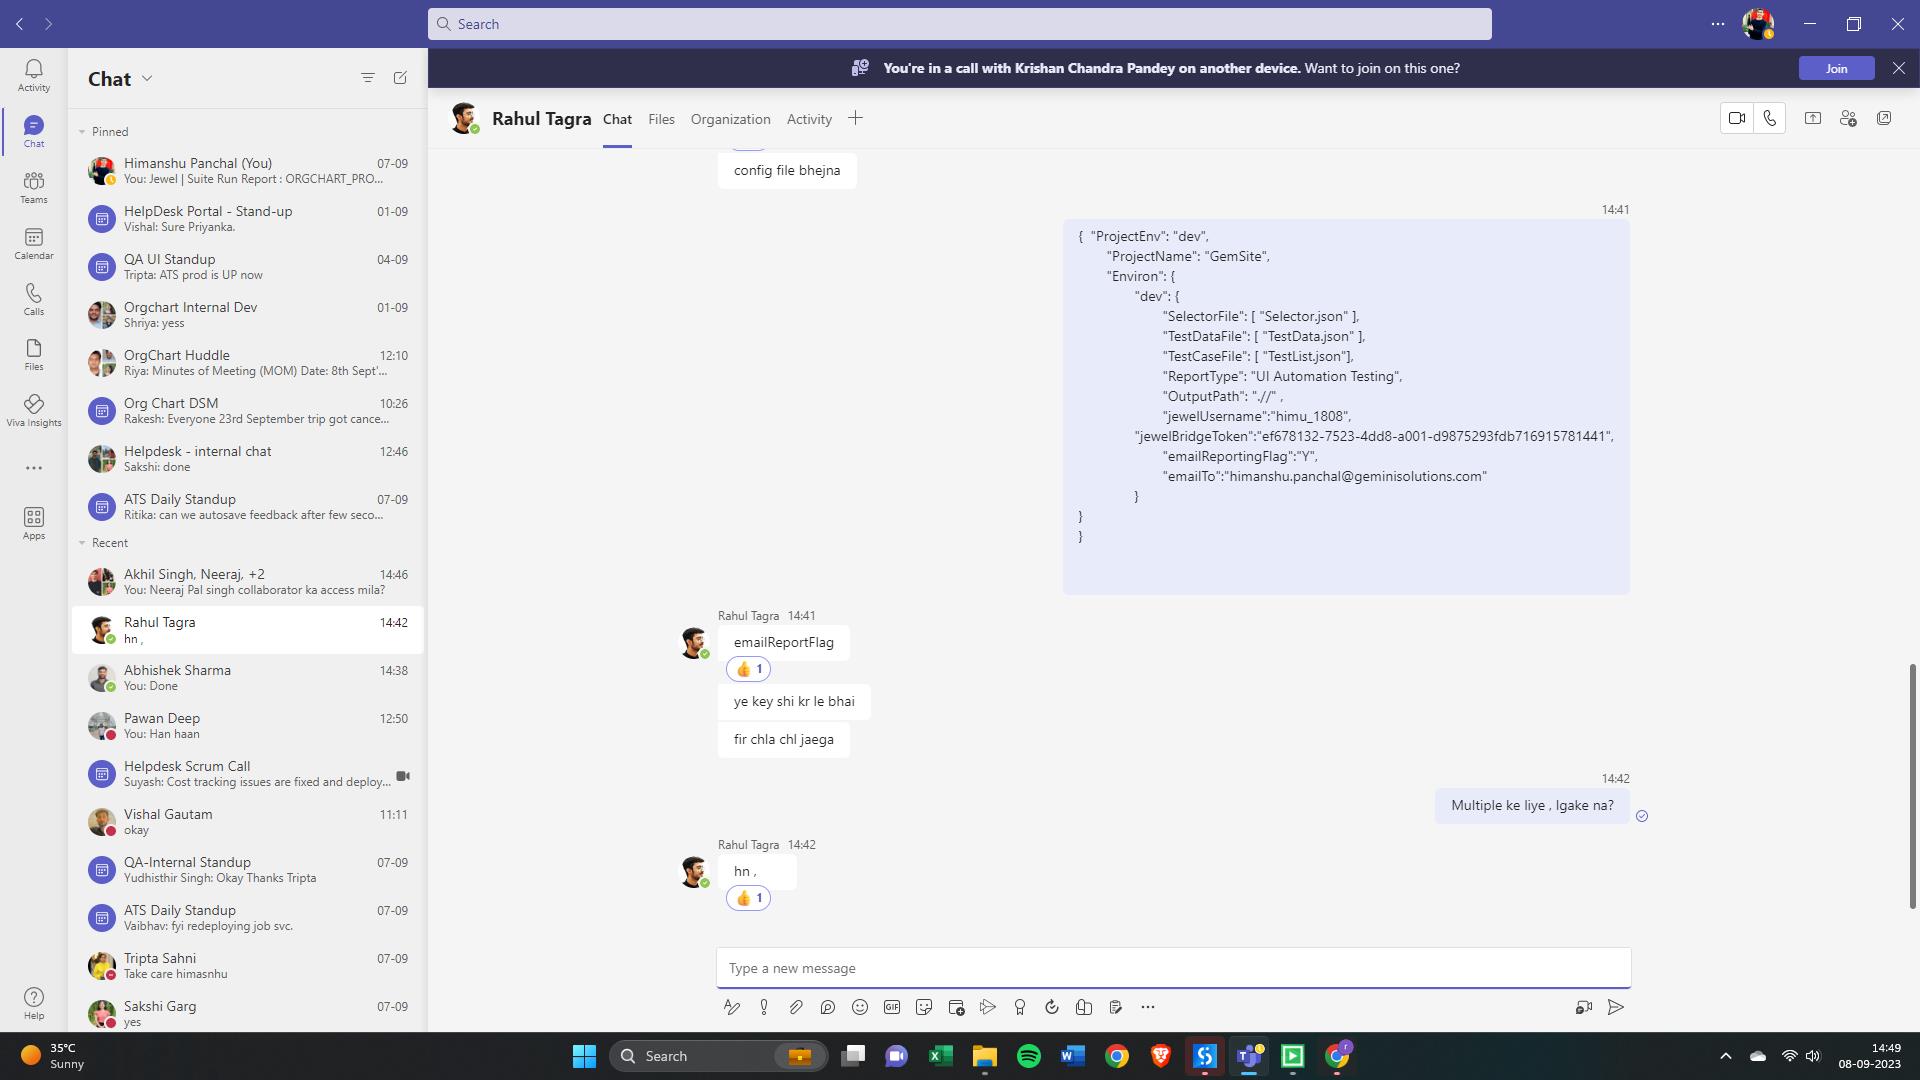 Search
You're in a call with Krishan Chandra Pandey on another device. Want to join on this one?
Join
Activity
Chat
Teams
Calendar
Calls
Files
Viva Insights
Apps
Help
Chat
Pinned
Himanshu Panchal (You) 07-09
You: Jewel | Suite Run Report : ORGCHART_PRO...
HelpDesk Portal - Stand-up 01-09
Vishal: Sure Priyanka.
QA UI Standup 04-09
Tripta: ATS prod is UP now
Orgchart Internal Dev 01-09
Shriya: yess
OrgChart Huddle 12:10
Riya: Minutes of Meeting (MOM) Date: 8th Sept'...
Org Chart DSM 10:26
Rakesh: Everyone 23rd September trip got cance...
Helpdesk - internal chat 12:46
Sakshi: done
ATS Daily Standup 07-09
Ritika: can we autosave feedback after few seco...
Recent
Akhil Singh, Neeraj, +2 14:46
You: Neeraj Pal singh collaborator ka access mila?
Rahul Tagra 14:42
hn ,
Abhishek Sharma 14:38
You: Done
Pawan Deep 12:50
You: Han haan
Helpdesk Scrum Call
Suyash: Cost tracking issues are fixed and deploy...
Vishal Gautam 11:11
okay
QA-Internal Standup 07-09
Yudhisthir Singh: Okay Thanks Tripta
ATS Daily Standup 07-09
Vaibhav: fyi redeploying job svc.
Tripta Sahni 07-09
Take care himasnhu
Sakshi Garg 07-09
yes
Rahul Tagra Chat Files Organization Activity
config file bhejna
14:41
{ "ProjectEnv": "dev",
"ProjectName": "GemSite",
"Environ": {
"dev": {
"SelectorFile": [ "Selector.json" ],
"TestDataFile": [ "TestData.json" ],
"TestCaseFile": [ "TestList.json"],
"ReportType": "UI Automation Testing",
"OutputPath": ".//" ,
"jewelUsername":"himu_1808",
"jewelBridgeToken":"ef678132-7523-4dd8-a001-d9875293fdb716915781441",
"emailReportingFlag":"Y",
"emailTo":"himanshu.panchal@geminisolutions.com"
}
}
}
Rahul Tagra 14:41
emailReportFlag
1
ye key shi kr le bhai
fir chla chl jaega
14:42
Multiple ke liye , lgake na?
Rahul Tagra 14:42
hn ,
1
Type a new message
GIF
35°C
Sunny
Search
14:49
08-09-2023